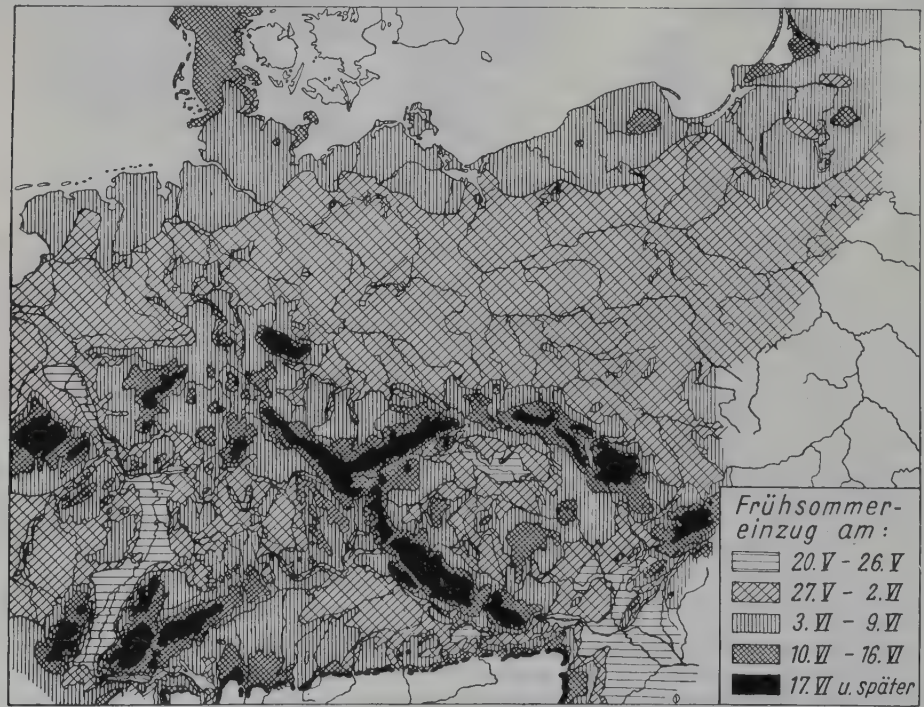 Frühsommer-
einzug am:
20. V - 26. V
27. V - 2. VI
3. VI - 9. VI
10. VI - 16. VI
17. VI u. später